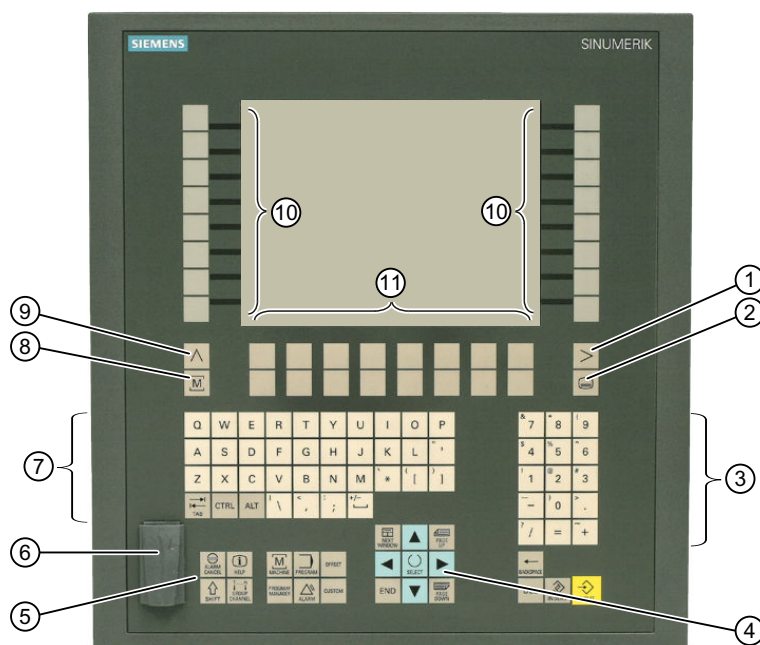 SIEMENS
SINUMERIK
10
10
11
1
9
2
8
M
& 7 * 8 ( 9
Q W E R T Y U I O P
$ 4 % 5 ^ 6
A S D F G H J K L " '
7
3
! 1 @ 2 # 3
Z X C V B N M * { [ } ]
- ) 0 > .
TAB CTRL ALT \ < , : ; +/-
? / = ~ +
6
NEXT WINDOW
PAGE UP
ALARM CANCEL
HELP
M MACHINE
PROGRAM
OFFSET
SELECT
BACKSPACE
5
SHIFT
GROUP CHANNEL
PROGRAM MANAGER
ALARM
CUSTOM
END
PAGE DOWN
4